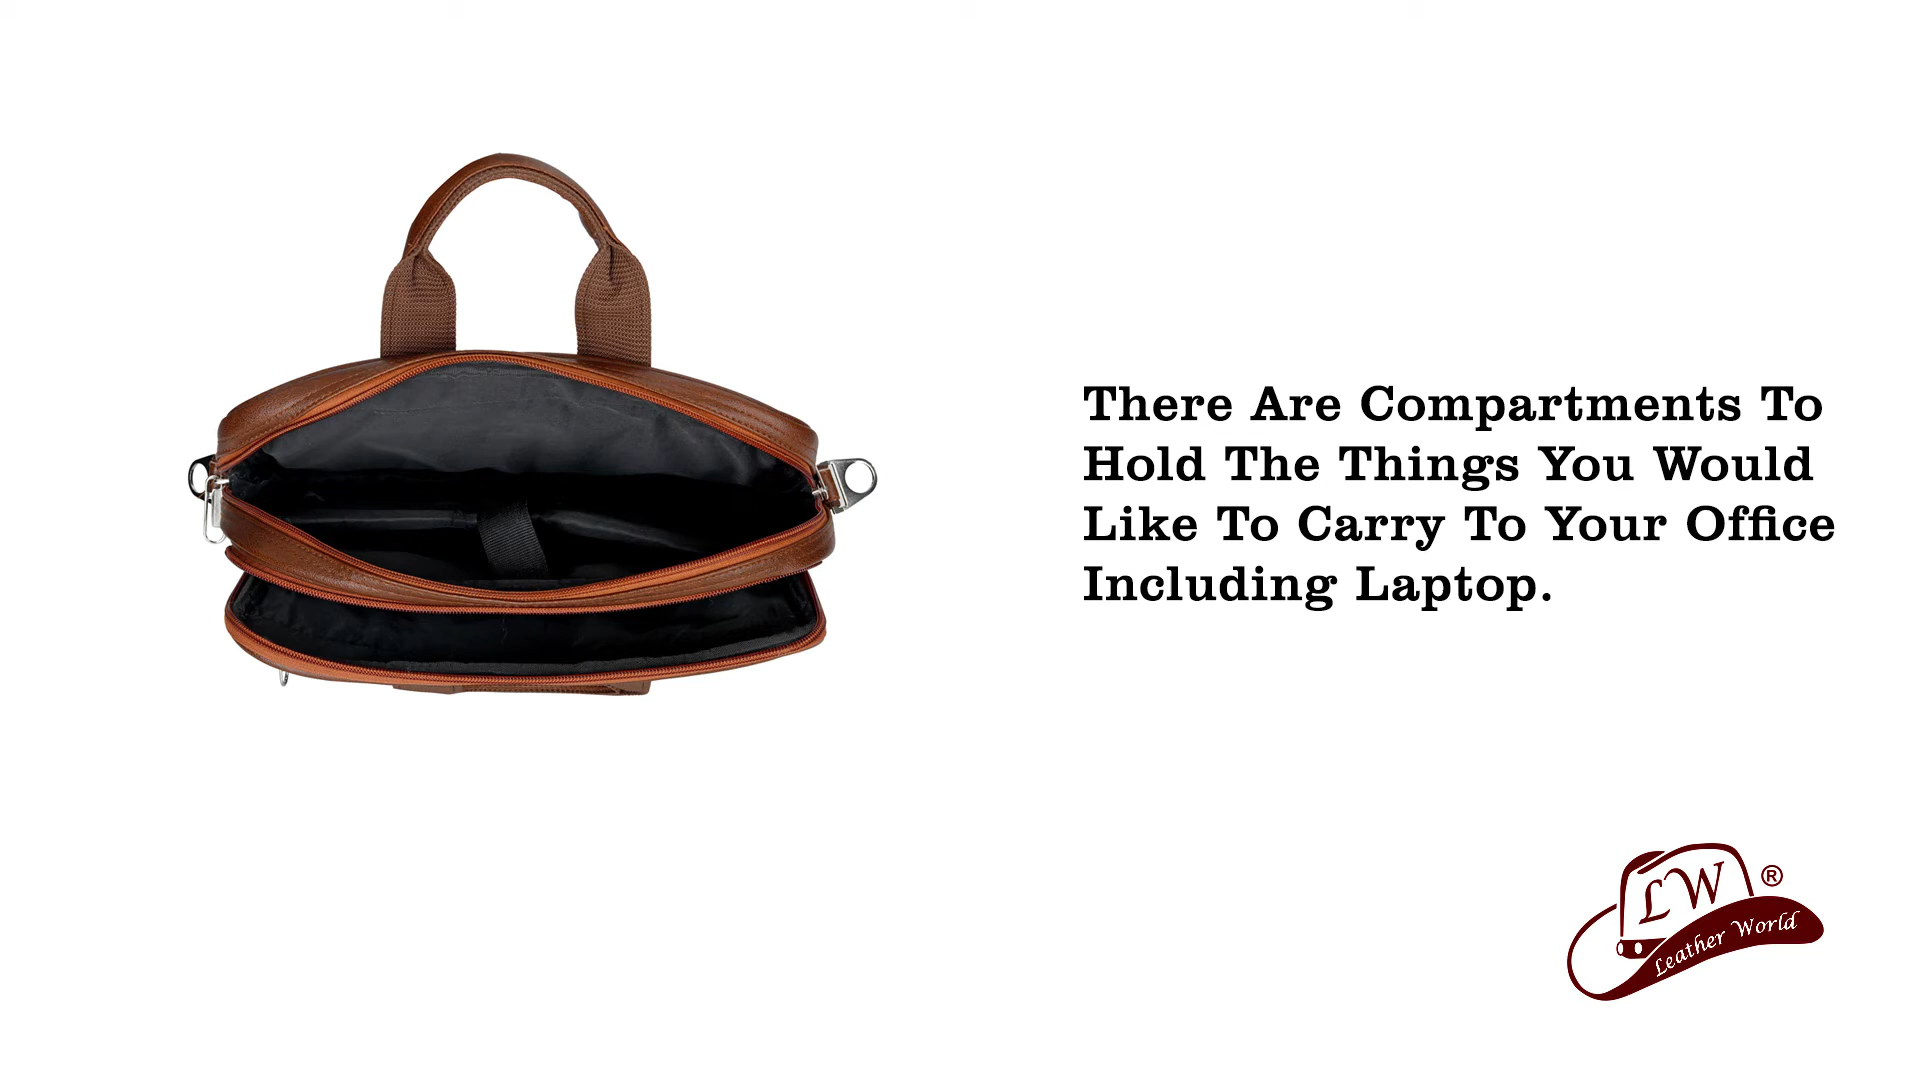 There Are Compartments To
Hold The Things You Would
Like To Carry To Your Office
Including Laptop.
LW ®
Leather World